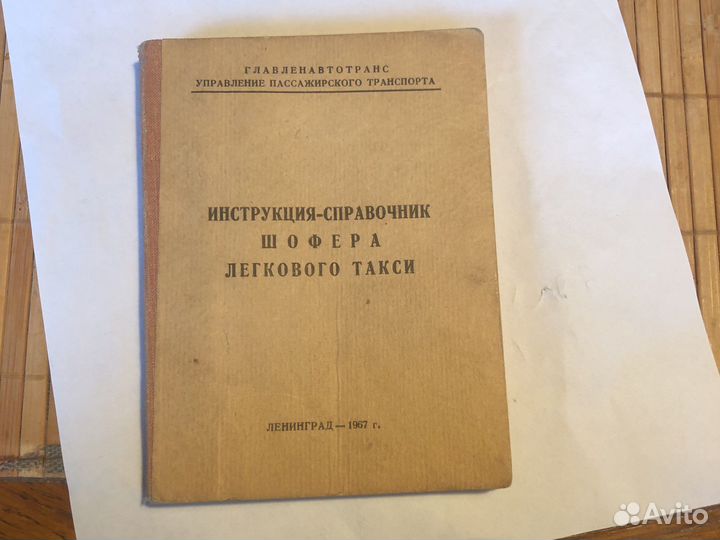 ГЛАВЛЕНАВТОТРАНС
УПРАВЛЕНИЕ ПАССАЖИРСКОГО ТРАНСПОРТА
ИНСТРУКЦИЯ-СПРАВОЧНИК
ШОФЕРА
ЛЕГКОВОГО ТАКСИ
ЛЕНИНГРАД — 1967 г.
Avito